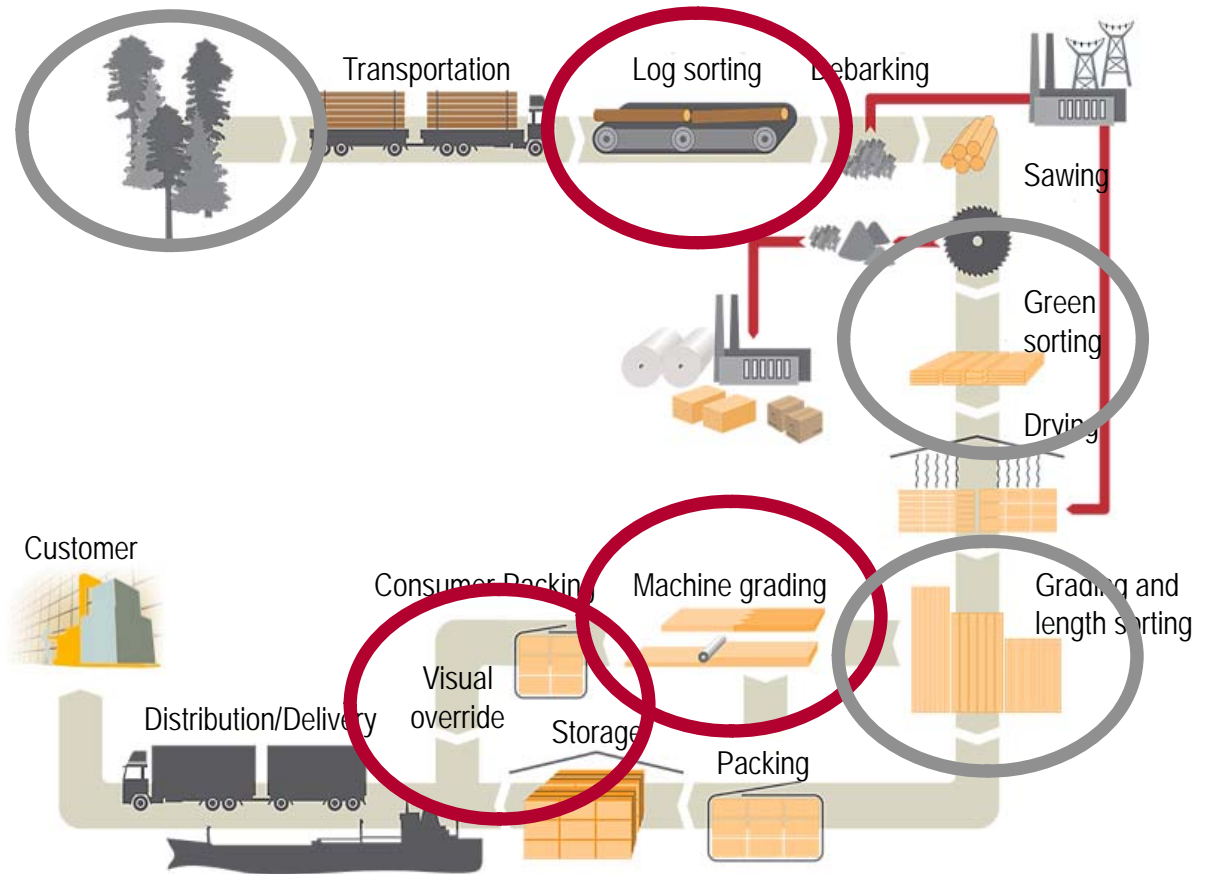 Transportation
Log sorting
Debarking
Sawing
Green
sorting
Drying
Grading and
length sorting
Machine grading
Consumer Packing
Visual
override
Customer
Distribution/Delivery
Storage
Packing